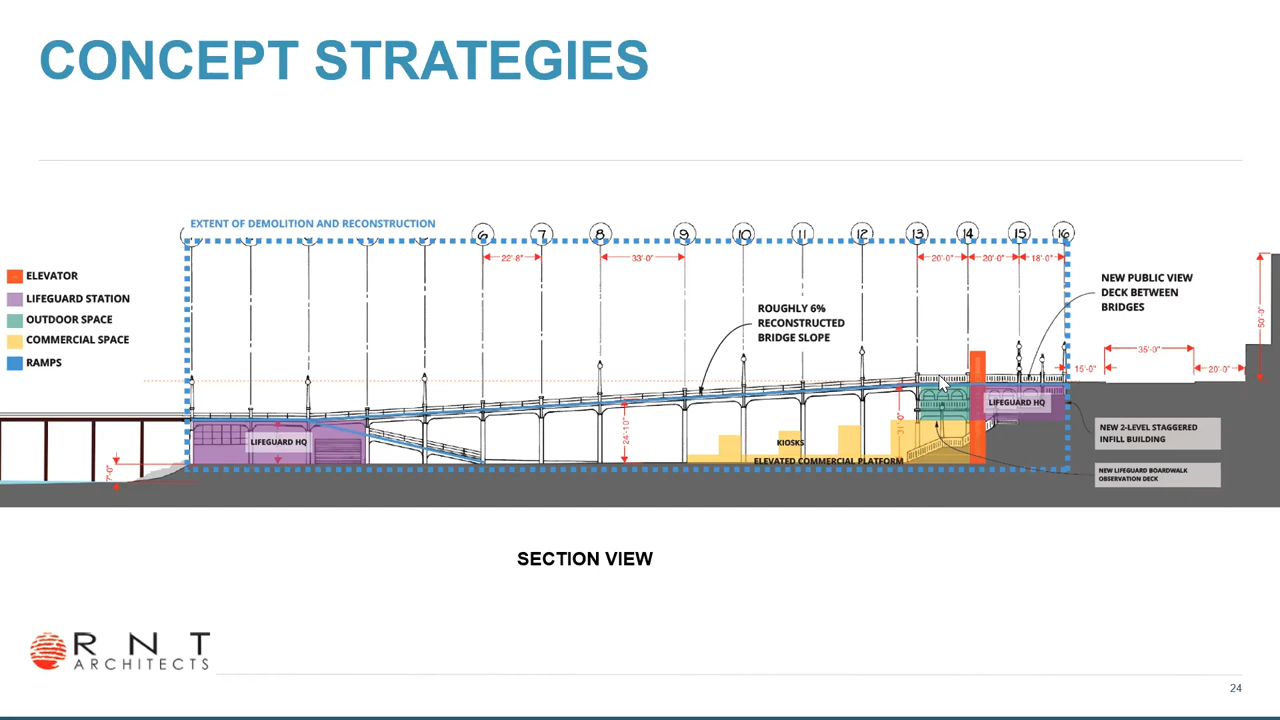 CONCEPT STRATEGIES
EXTENT OF DEMOLITION AND RECONSTRUCTION
6 7 8 9 10 11 12 13 14 15 16
22'-8" 33'-0" 20'-0" 20'-0" 18'-0"
ELEVATOR
LIFEGUARD STATION
OUTDOOR SPACE
COMMERCIAL SPACE
RAMPS
ROUGHLY 6%
RECONSTRUCTED
BRIDGE SLOPE
NEW PUBLIC VIEW
DECK BETWEEN
BRIDGES
50'-0"
35'-0"
15'-0" 20'-0"
LIFEGUARD HQ
24'-10"
LIFEGUARD HQ
KIOSKS
ELEVATED COMMERCIAL PLATFORM
7'-0"
NEW 2-LEVEL STAGGERED
INFILL BUILDING
NEW LIFEGUARD BOARDWALK
OBSERVATION DECK
SECTION VIEW
RNT
ARCHITECTS
24